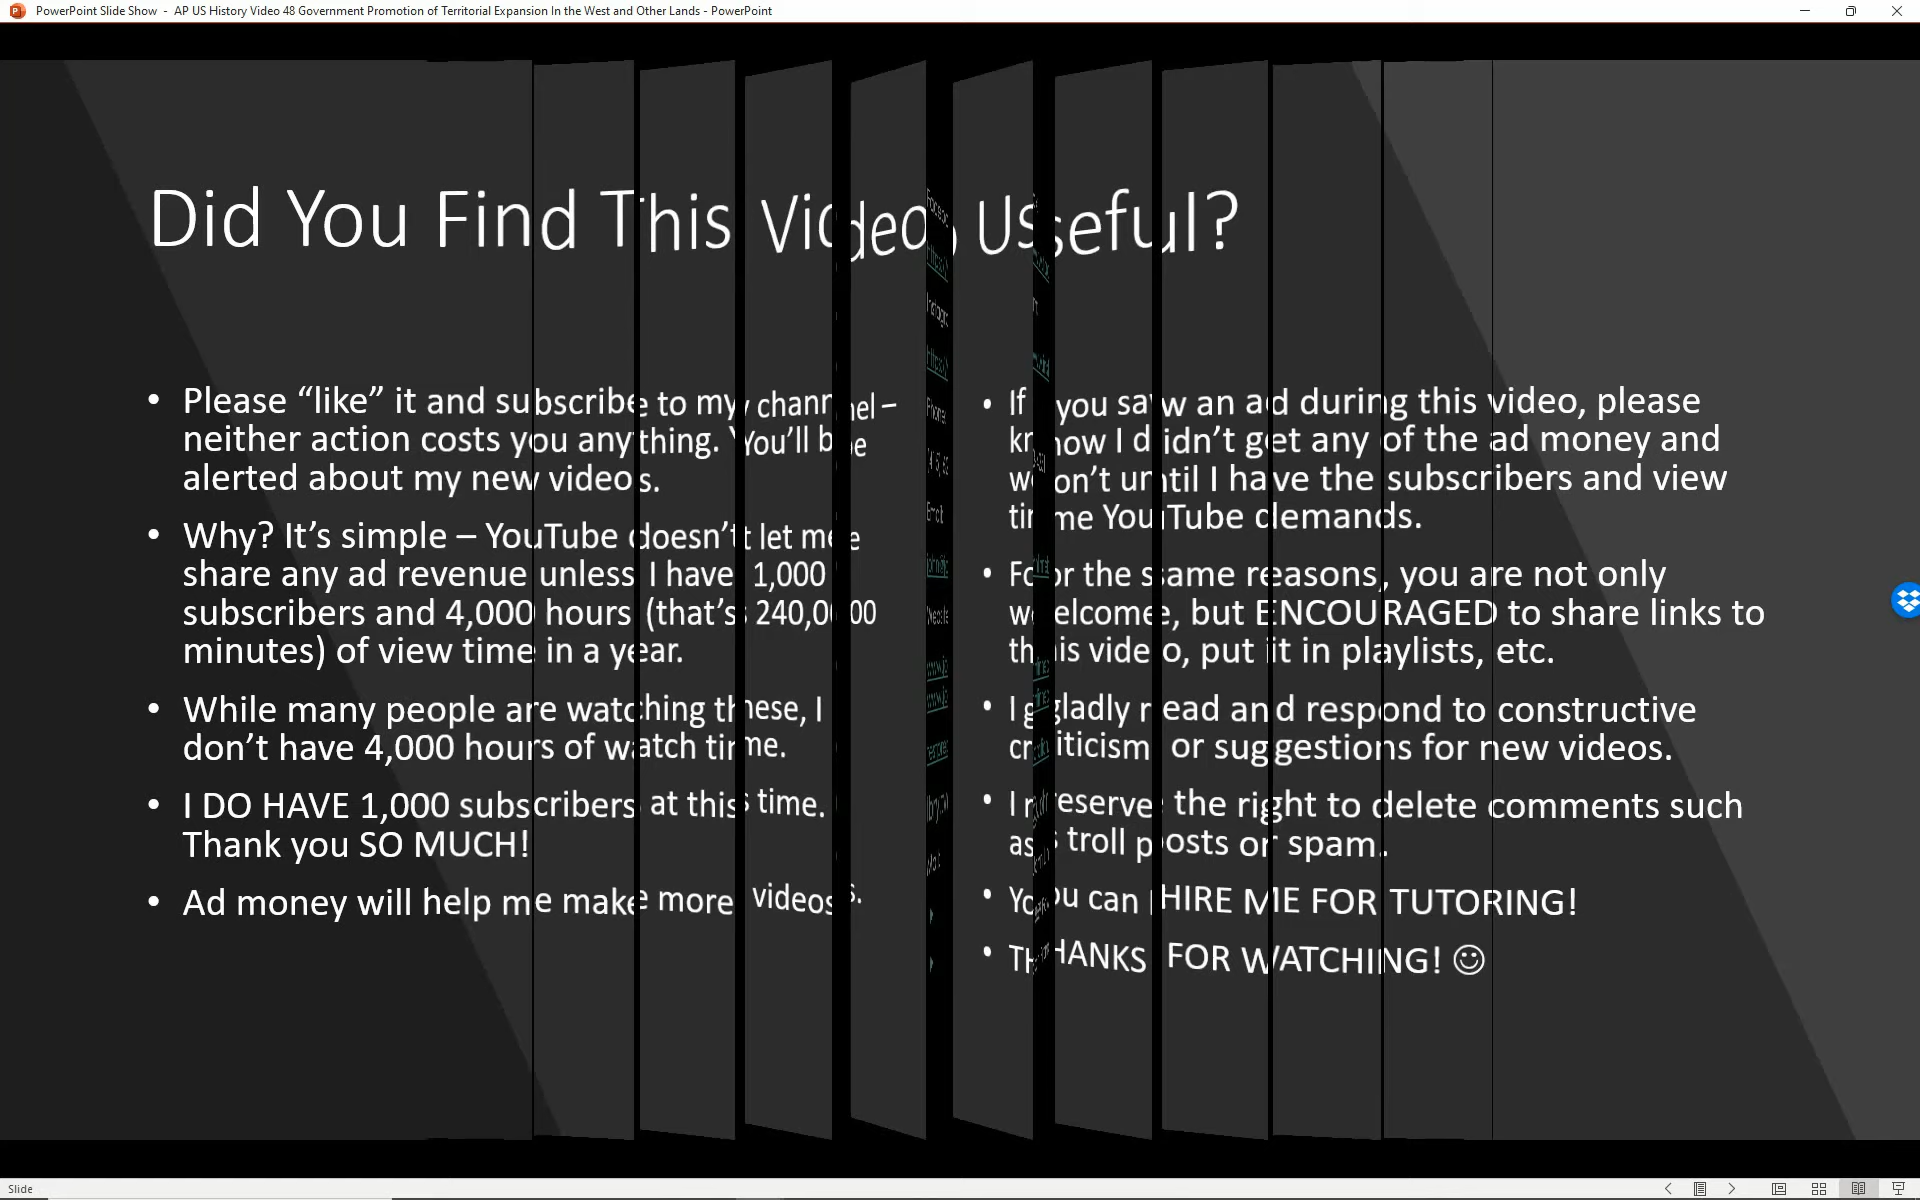 PowerPoint Slide Show - AP US History Video 48 Government Promotion of Territorial Expansion In the West and Other Lands - PowerPoint
Did You Find This Video Useful?
• Please “like” it and subscribe to my channel –
neither action costs you anything. You’ll be
alerted about my new videos.
• Why? It’s simple – YouTube doesn’t let me
share any ad revenue unless I have 1,000
subscribers and 4,000 hours (that’s 240,000
minutes) of view time in a year.
• While many people are watching these, I
don’t have 4,000 hours of watch time.
• I DO HAVE 1,000 subscribers at this time.
Thank you SO MUCH!
• Ad money will help me make more videos.
• If you saw an ad during this video, please
know I didn’t get any of the ad money and
won’t until I have the subscribers and view
time YouTube demands.
• For the same reasons, you are not only
welcome, but ENCOURAGED to share links to
this video, put it in playlists, etc.
• I gladly read and respond to constructive
criticism or suggestions for new videos.
• I reserve the right to delete comments such
as troll posts or spam.
• You can HIRE ME FOR TUTORING!
• THANKS FOR WATCHING! ☺
Slide